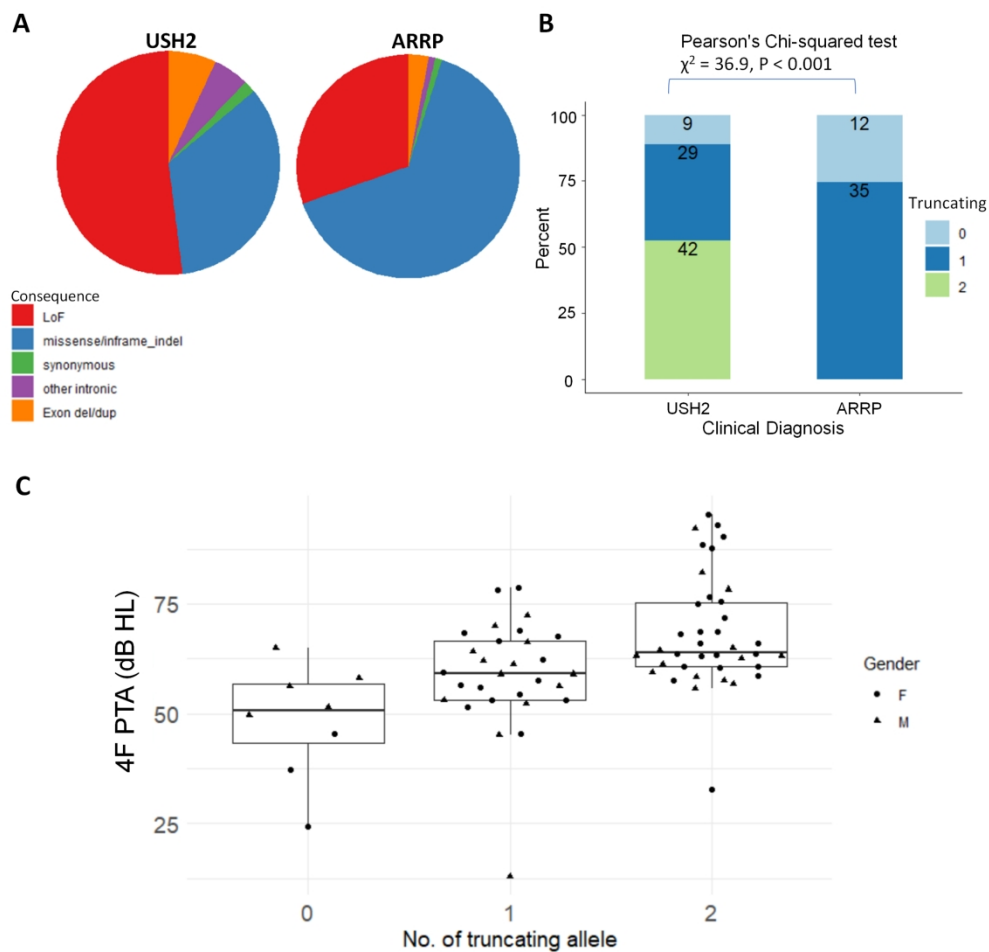 A
USH2
ARRP
Consequence
LoF
missense/inframe_indel
synonymous
other intronic
Exon del/dup
B
Pearson's Chi-squared test
χ² = 36.9, P < 0.001
Percent
100
75
50
25
0
9
29
42
12
35
USH2
ARRP
Clinical Diagnosis
Truncating
0
1
2
C
4F PTA (dB HL)
75
50
25
0
1
2
No. of truncating allele
Gender
F
M